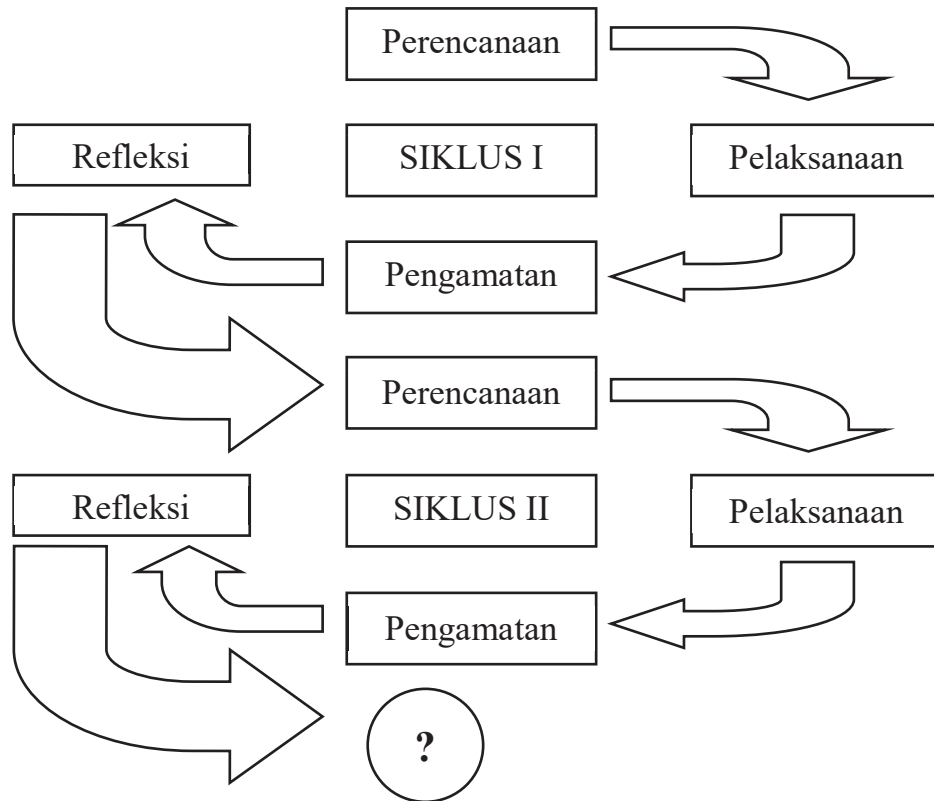 Perencanaan
Refleksi
SIKLUS I
Pelaksanaan
Pengamatan
Perencanaan
Refleksi
SIKLUS II
Pelaksanaan
Pengamatan
?